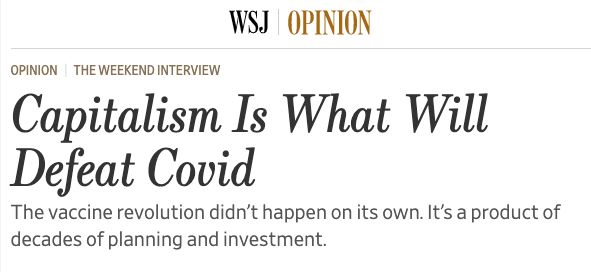 WSJ | OPINION
OPINION | THE WEEKEND INTERVIEW
Capitalism Is What Will
Defeat Covid
The vaccine revolution didn't happen on its own. It's a product of
decades of planning and investment.